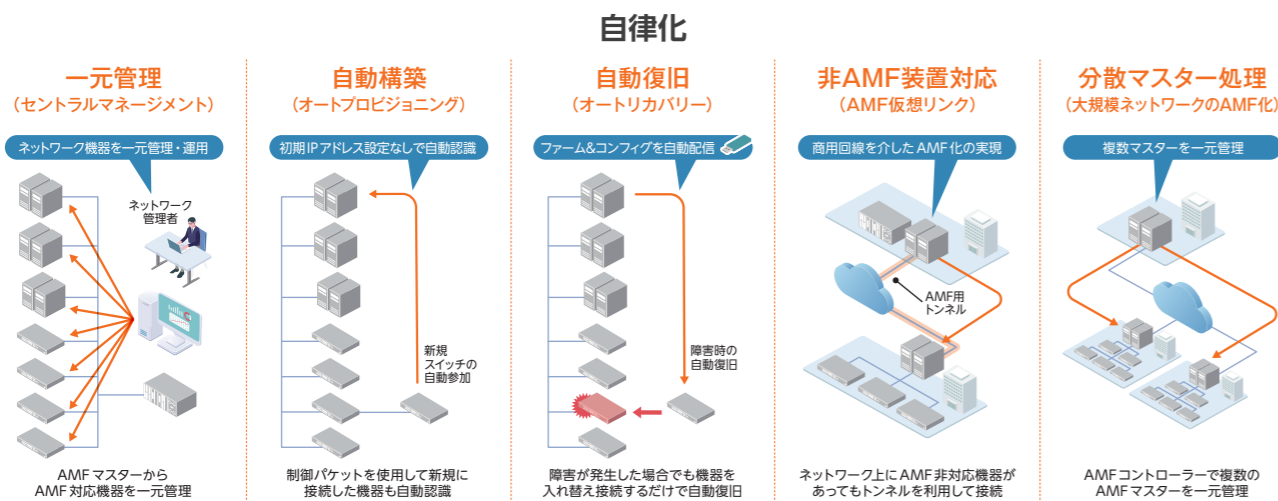 自律化
一元管理
(セントラルマネージメント)
ネットワーク機器を一元管理・運用
ネットワーク
管理者
AMFマスターから
AMF対応機器を一元管理
自動構築
(オートプロビジョニング)
初期IPアドレス設定なしで自動認識
新規
スイッチの
自動参加
制御パケットを使用して新規に
接続した機器も自動認識
自動復旧
(オートリカバリー)
ファーム&コンフィグを自動配信
障害時の
自動復旧
障害が発生した場合でも機器を
入れ替え接続するだけで自動復旧
非AMF装置対応
(AMF仮想リンク)
商用回線を介したAMF化の実現
AMF用
トンネル
ネットワーク上にAMF非対応機器が
あってもトンネルを利用して接続
分散マスター処理
(大規模ネットワークのAMF化)
複数マスターを一元管理
AMFコントローラーで複数の
AMFマスターを一元管理